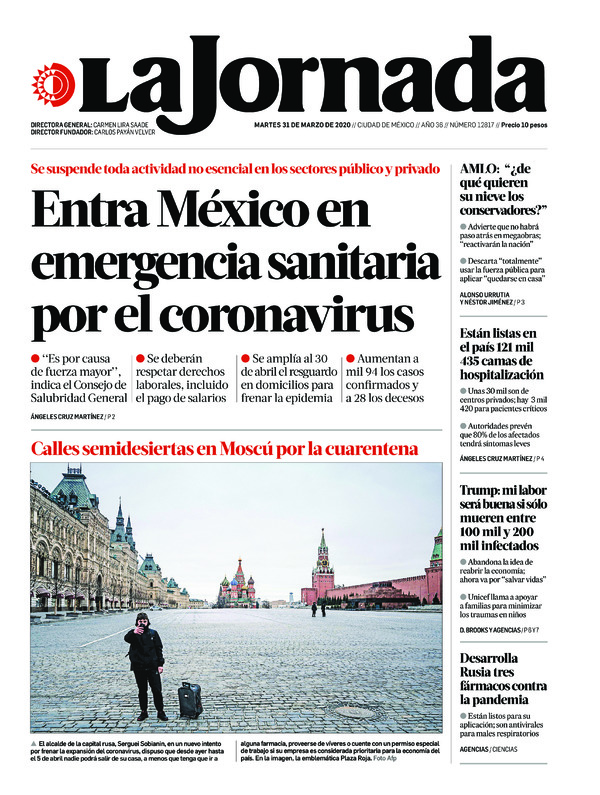 La Jornada
DIRECTORA GENERAL: CARMEN LIRA SAADE
DIRECTOR FUNDADOR: CARLOS PAYÁN VELVER
MARTES 31 DE MARZO DE 2020 // CIUDAD DE MÉXICO // AÑO 36 // NÚMERO 12817 // Precio 10 pesos
Se suspende toda actividad no esencial en los sectores público y privado
Entra México en
emergencia sanitaria
por el coronavirus
● “Es por causa
de fuerza mayor”,
indica el Consejo de
Salubridad General
● Se deberán
respetar derechos
laborales, incluido
el pago de salarios
● Se amplía al 30
de abril el resguardo
en domicilios para
frenar la epidemia
● Aumentan a
mil 94 los casos
confirmados y
a 28 los decesos
ÁNGELES CRUZ MARTÍNEZ / P 2
Calles semidesiertas en Moscú por la cuarentena
▲ El alcalde de la capital rusa, Serguei Sobianin, en un nuevo intento
por frenar la expansión del coronavirus, dispuso que desde ayer hasta
el 5 de abril nadie podrá salir de su casa, a menos que tenga que ir a
alguna farmacia, proveerse de víveres o cuente con un permiso especial
de trabajo si su empresa es considerada prioritaria para la economía del
país. En la imagen, la emblemática Plaza Roja. Foto Afp
AMLO: “¿de
qué quieren
su nieve los
conservadores?”
● Advierte que no habrá
paso atrás en megaobras;
“reactivarán la nación”
● Descarta “totalmente”
usar la fuerza pública para
aplicar “quedarse en casa”
ALONSO URRUTIA
Y NÉSTOR JIMÉNEZ / P 3
Están listas en
el país 121 mil
435 camas de
hospitalización
● Unas 30 mil son de
centros privados; hay 3 mil
420 para pacientes críticos
● Autoridades prevén
que 80% de los afectados
tendrá síntomas leves
ÁNGELES CRUZ MARTÍNEZ / P 4
Trump: mi labor
será buena si sólo
mueren entre
100 mil y 200
mil infectados
● Abandona la idea de
reabrir la economía;
ahora va por “salvar vidas”
● Unicef llama a apoyar
a familias para minimizar
los traumas en niños
D. BROOKS Y AGENCIAS / P 6 Y 7
Desarrolla
Rusia tres
fármacos contra
la pandemia
● Están listos para su
aplicación; son antivirales
para males respiratorios
AGENCIAS / CIENCIAS